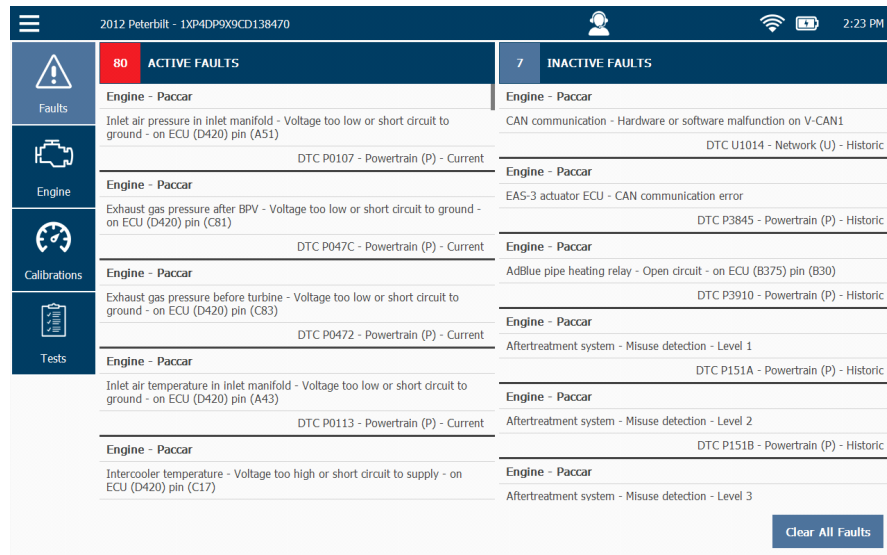 2012 Peterbilt - 1XP4DP9X9CD138470
2:23 PM
Faults
Engine
Calibrations
Tests
80 ACTIVE FAULTS
Engine - Paccar
Inlet air pressure in inlet manifold - Voltage too low or short circuit to
ground - on ECU (D420) pin (A51)
DTC P0107 - Powertrain (P) - Current
Engine - Paccar
Exhaust gas pressure after BPV - Voltage too low or short circuit to ground -
on ECU (D420) pin (C81)
DTC P047C - Powertrain (P) - Current
Engine - Paccar
Exhaust gas pressure before turbine - Voltage too low or short circuit to
ground - on ECU (D420) pin (C83)
DTC P0472 - Powertrain (P) - Current
Engine - Paccar
Inlet air temperature in inlet manifold - Voltage too low or short circuit to
ground - on ECU (D420) pin (A43)
DTC P0113 - Powertrain (P) - Current
Engine - Paccar
Intercooler temperature - Voltage too high or short circuit to supply - on
ECU (D420) pin (C17)
7 INACTIVE FAULTS
Engine - Paccar
CAN communication - Hardware or software malfunction on V-CAN1
DTC U1014 - Network (U) - Historic
Engine - Paccar
EAS-3 actuator ECU - CAN communication error
DTC P3845 - Powertrain (P) - Historic
Engine - Paccar
AdBlue pipe heating relay - Open circuit - on ECU (B375) pin (B30)
DTC P3910 - Powertrain (P) - Historic
Engine - Paccar
Aftertreatment system - Misuse detection - Level 1
DTC P151A - Powertrain (P) - Historic
Engine - Paccar
Aftertreatment system - Misuse detection - Level 2
DTC P151B - Powertrain (P) - Historic
Engine - Paccar
Aftertreatment system - Misuse detection - Level 3
Clear All Faults